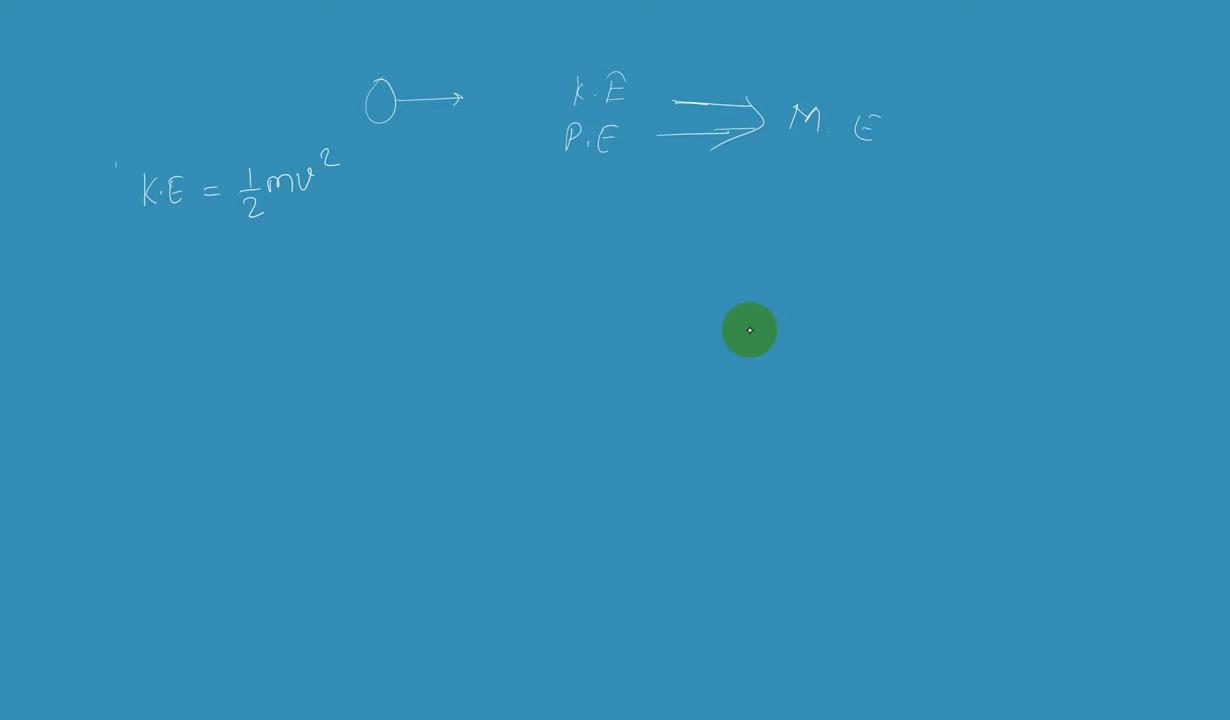 K.E
P.E
M. E
K.E = 1/2 mv²